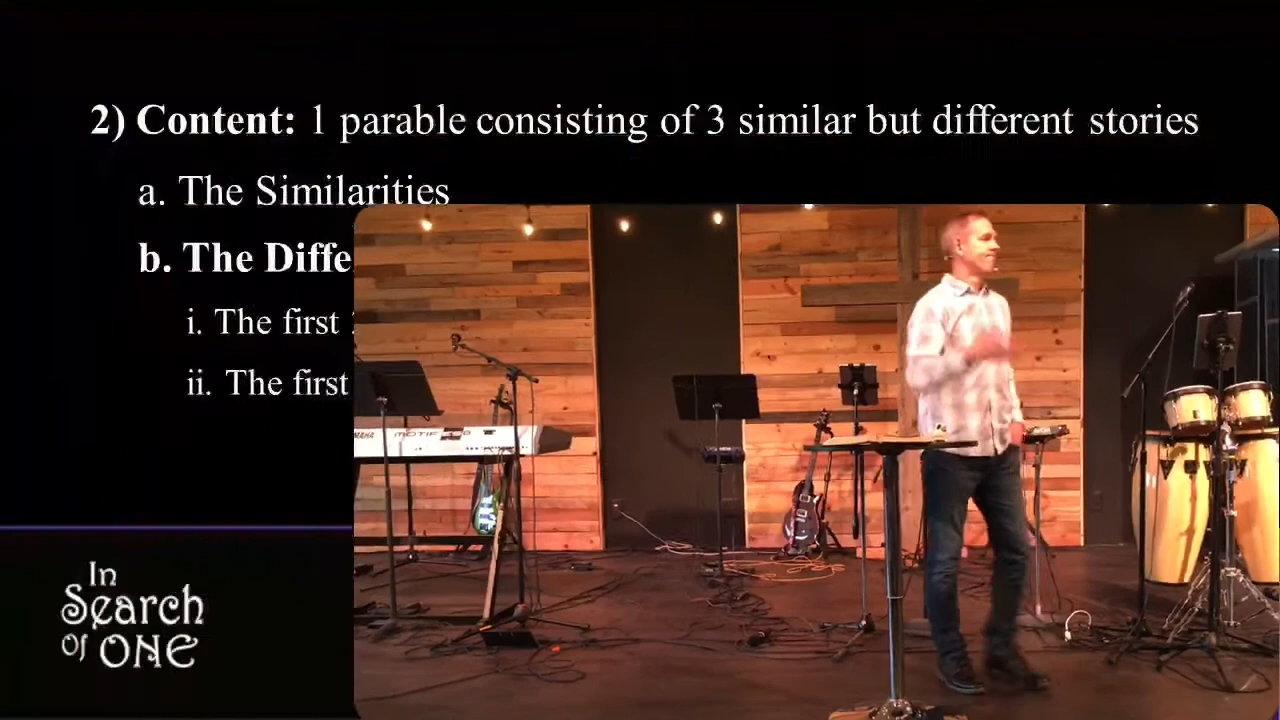 2) Content: 1 parable consisting of 3 similar but different stories
a. The Similarities
b. The Diffe
i. The first
ii. The first
In
Search
Of ONE
MOTIF